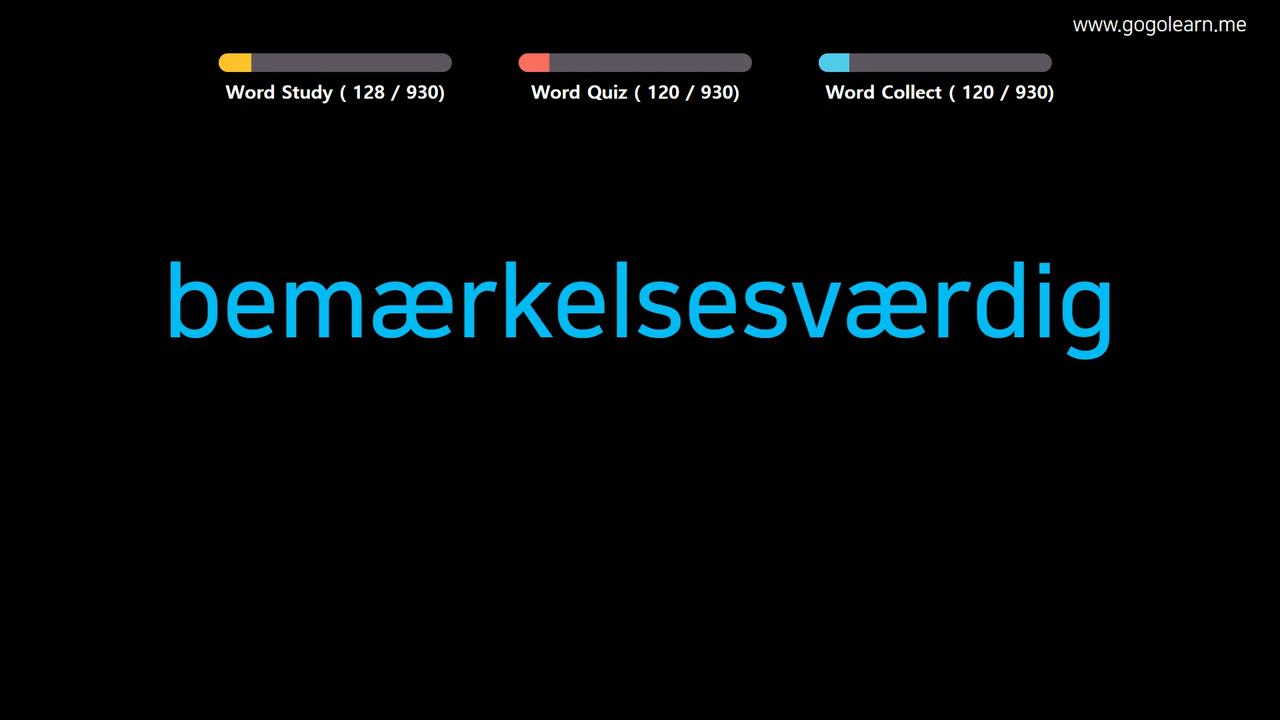 www.gogolearn.me
Word Study ( 128 / 930)
Word Quiz ( 120 / 930)
Word Collect ( 120 / 930)
bemærkelsesværdig